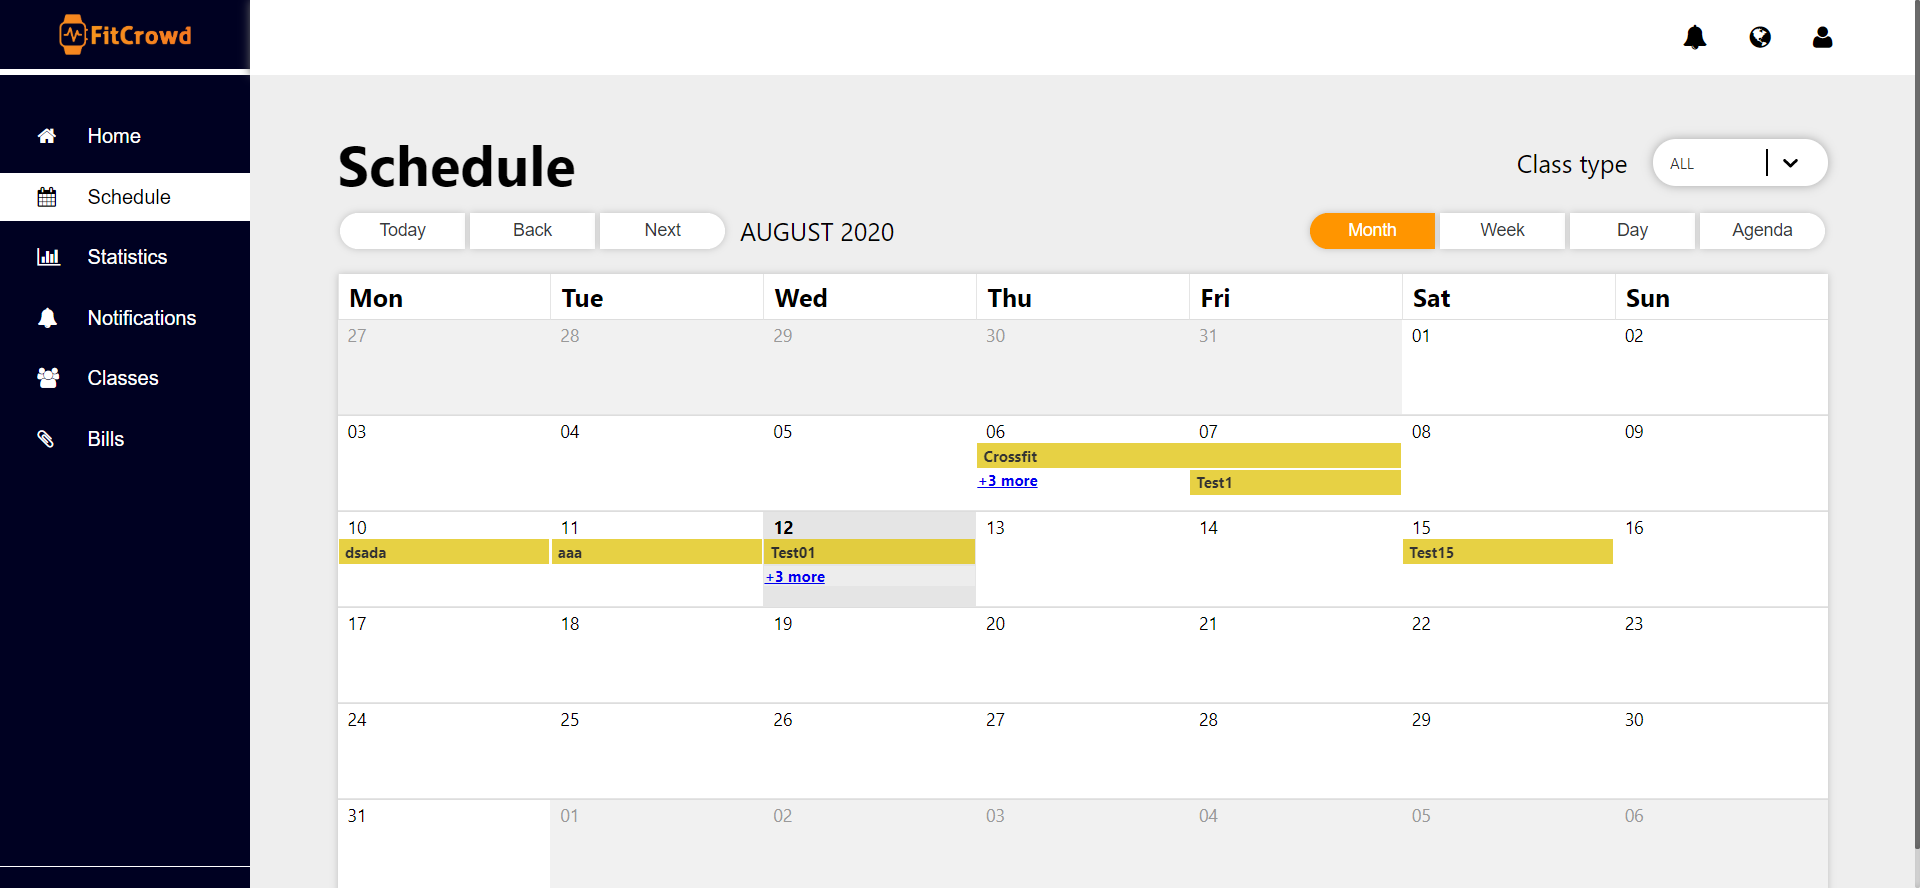 FitCrowd
Home
Schedule
Statistics
Notifications
Classes
Bills
Schedule
Class type ALL
Today Back Next AUGUST 2020 Month Week Day Agenda
Mon Tue Wed Thu Fri Sat Sun
27 28 29 30 31 01 02
03 04 05 06 07 08 09
Crossfit
+3 more Test1
10 11 12 13 14 15 16
dsada aaa Test01 Test15
+3 more
17 18 19 20 21 22 23
24 25 26 27 28 29 30
31 01 02 03 04 05 06